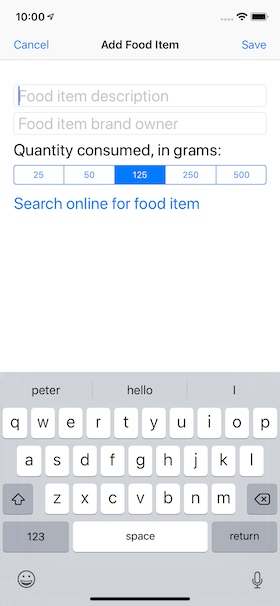 10:00
Cancel Add Food Item Save
Food item description
Food item brand owner
Quantity consumed, in grams:
25 50 125 250 500
Search online for food item
peter hello I
q w e r t y u i o p
a s d f g h j k l
z x c v b n m
123 space return